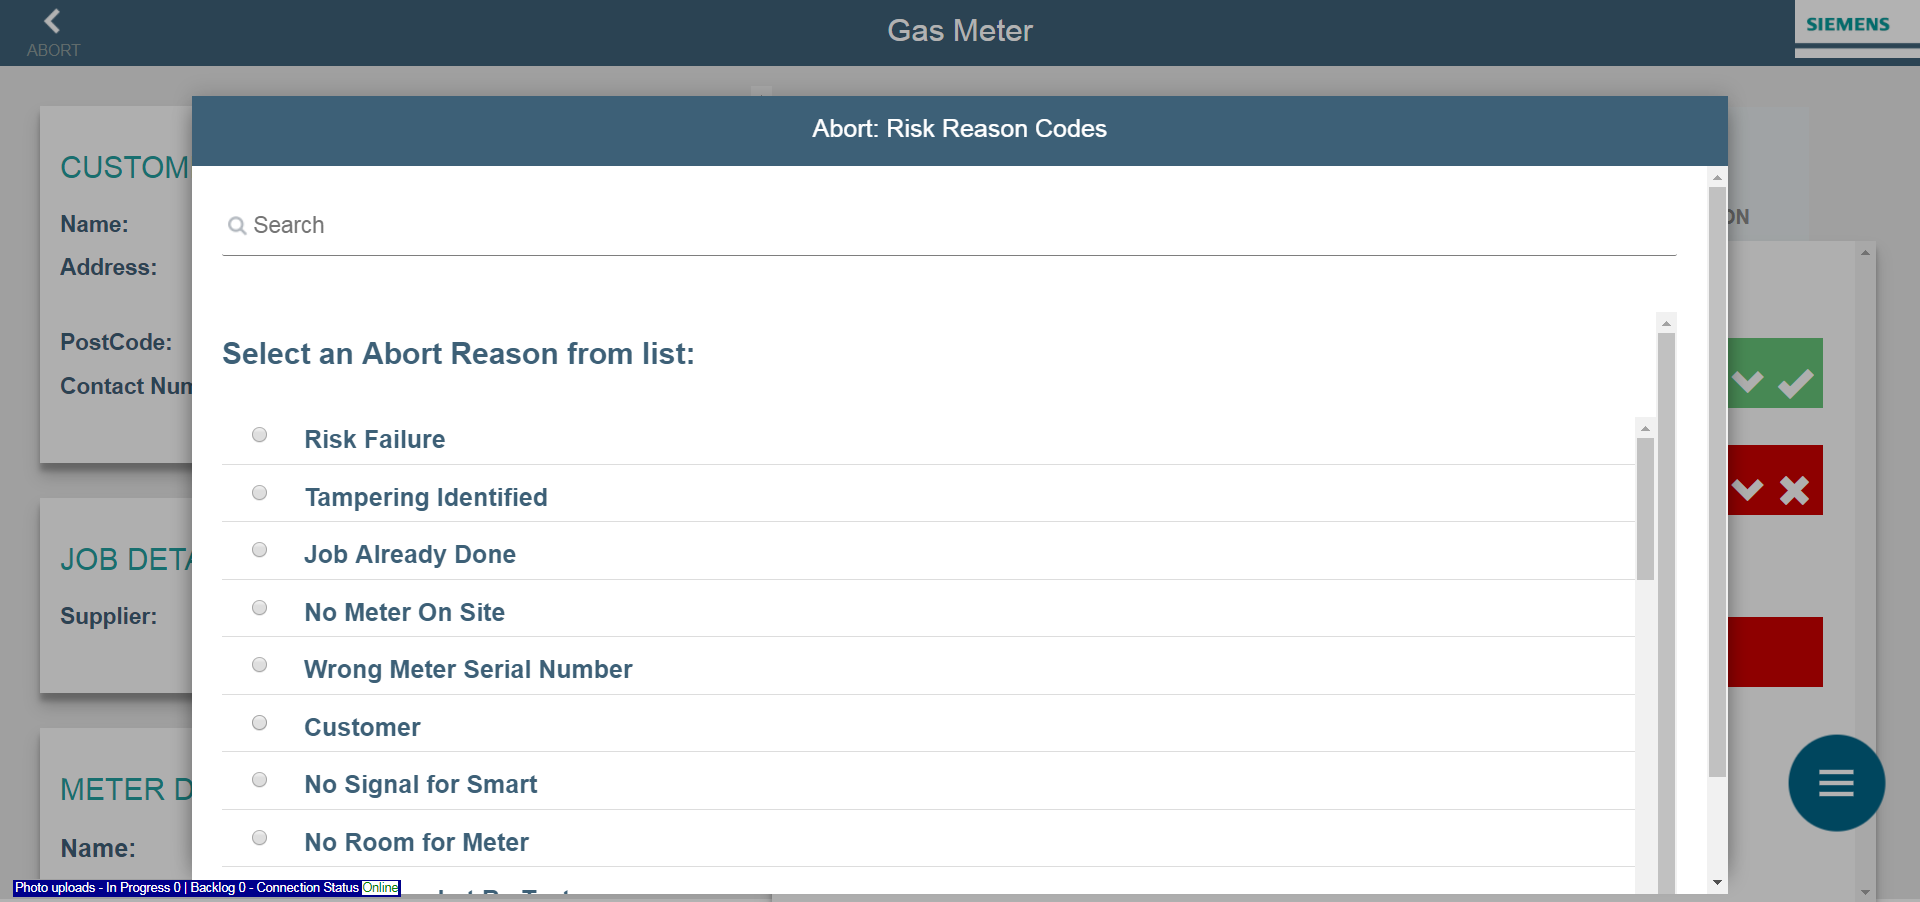 ABORT
Gas Meter
SIEMENS
Abort: Risk Reason Codes
CUSTOM
Name:
Address:
PostCode:
Contact Num
JOB DETA
Supplier:
METER D
Name:
Search
Select an Abort Reason from list:
Risk Failure
Tampering Identified
Job Already Done
No Meter On Site
Wrong Meter Serial Number
Customer
No Signal for Smart
No Room for Meter
ON
Photo uploads - In Progress 0 | Backlog 0 - Connection Status Online